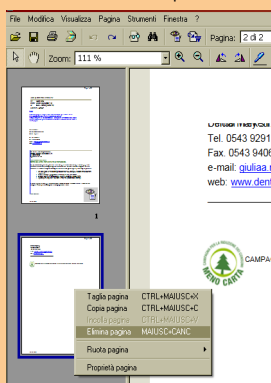 File Modifica Visualizza Pagina Strumenti Finestra ?
Pagina: 2 di 2
Zoom: 111 %
Tel. 0543 9291
Fax. 0543 9406
e-mail: giuliaa.r
web: www.dent
1
CAMPA
MENO CARTA
Taglia pagina CTRL+MAIUSC+X
Copia pagina CTRL+MAIUSC+C
Incolla pagina CTRL+MAIUSC+V
Elimina pagina MAIUSC+CANC
Ruota pagina
Proprietà pagina